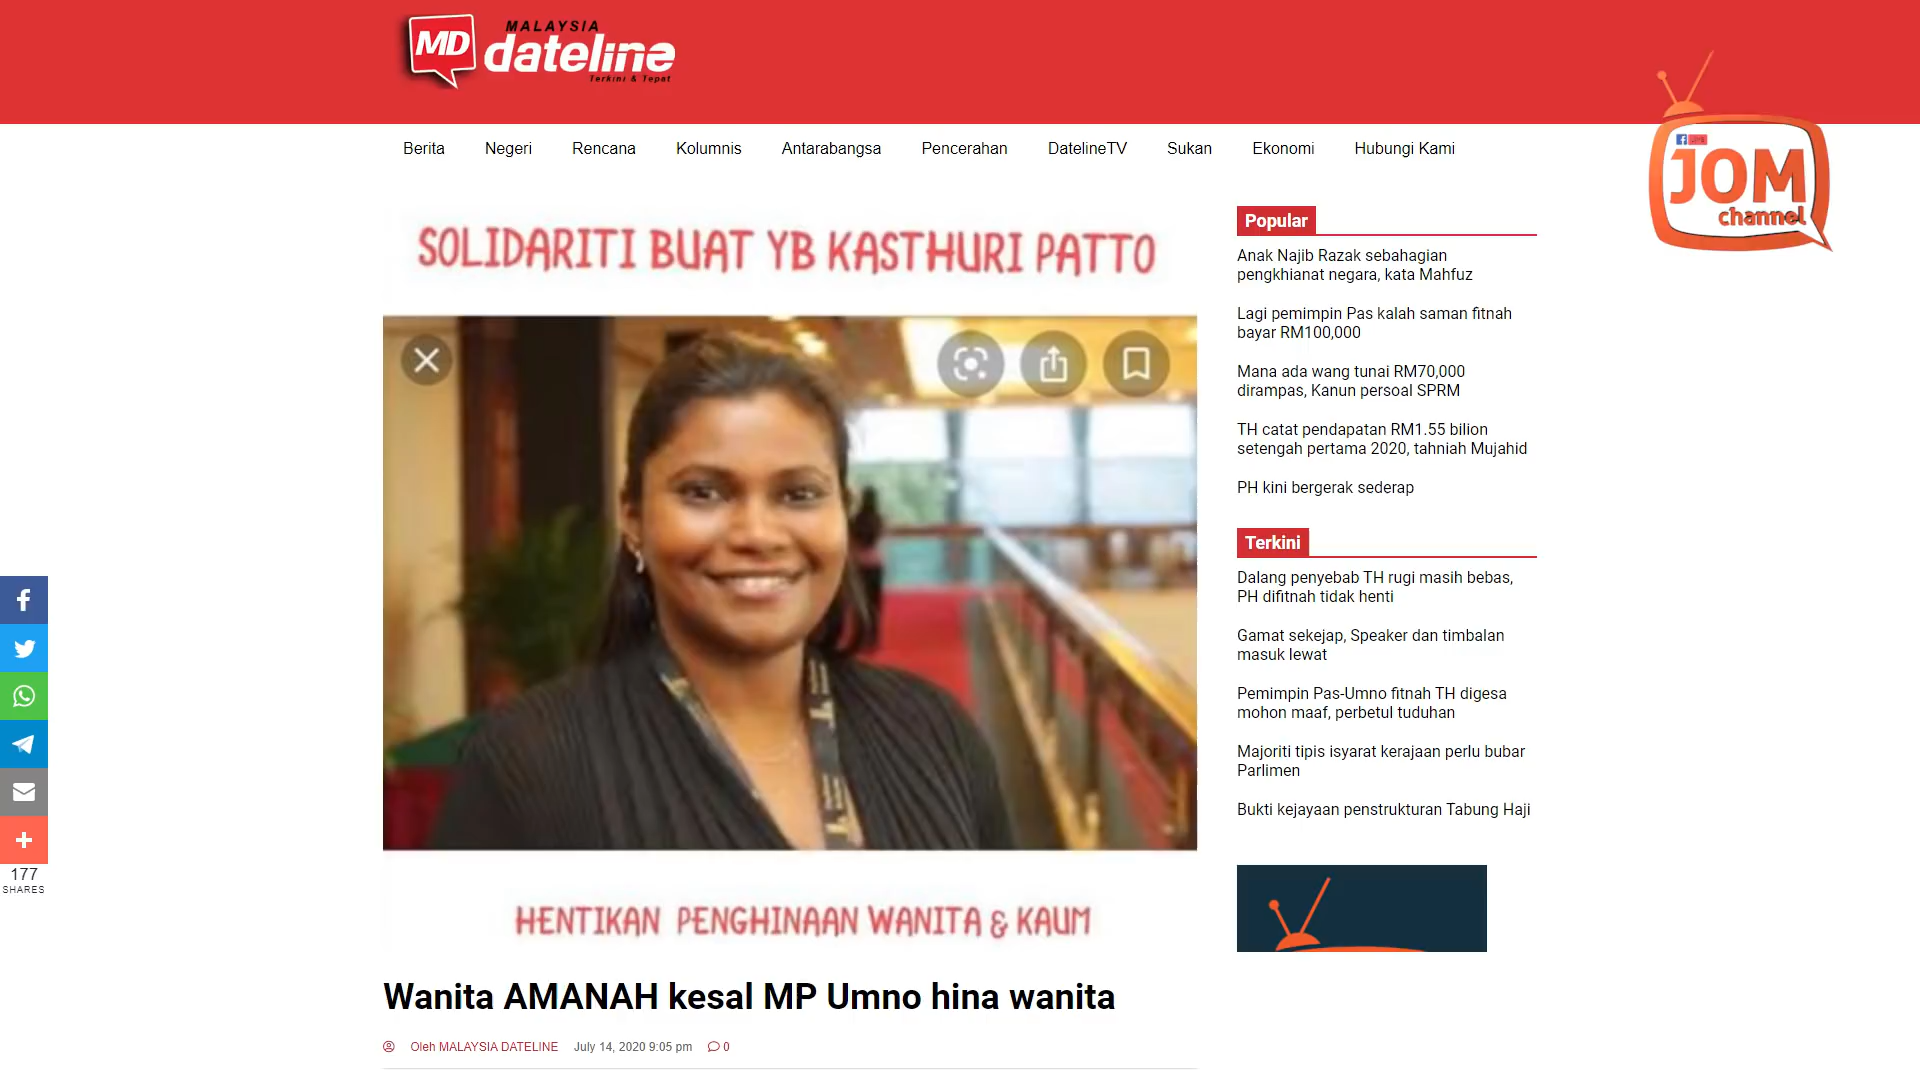 MD
MALAYSIA
dateline
Terkini & Tepat
Berita
Negeri
Rencana
Kolumnis
Antarabangsa
Pencerahan
DatelineTV
Sukan
Ekonomi
Hubungi Kami
JOM
channel
SOLIDARITI BUAT YB KASTHURI PATTO
HENTIKAN PENGHINAAN WANITA & KAUM
Wanita AMANAH kesal MP Umno hina wanita
Oleh MALAYSIA DATELINE
July 14, 2020 9:05 pm
0
Popular
Anak Najib Razak sebahagian
pengkhianat negara, kata Mahfuz
Lagi pemimpin Pas kalah saman fitnah
bayar RM100,000
Mana ada wang tunai RM70,000
dirampas, Kanun persoal SPRM
TH catat pendapatan RM1.55 bilion
setengah pertama 2020, tahniah Mujahid
PH kini bergerak sederap
Terkini
Dalang penyebab TH rugi masih bebas,
PH difitnah tidak henti
Gamat sekejap, Speaker dan timbalan
masuk lewat
Pemimpin Pas-Umno fitnah TH digesa
mohon maaf, perbetul tuduhan
Majoriti tipis isyarat kerajaan perlu bubar
Parlimen
Bukti kejayaan penstrukturan Tabung Haji
177
SHARES